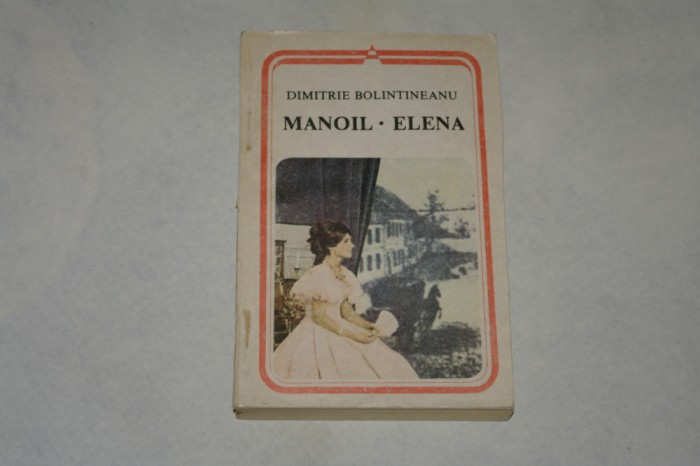 DIMITRIE BOLINTINEANU
MANOIL • ELENA